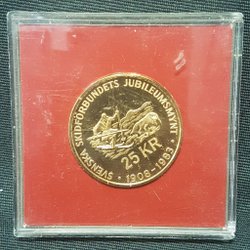 SVENSKA SKIDFÖRBUNDETS JUBILEUMSMYNT
25 KR
• 1908-1983 •